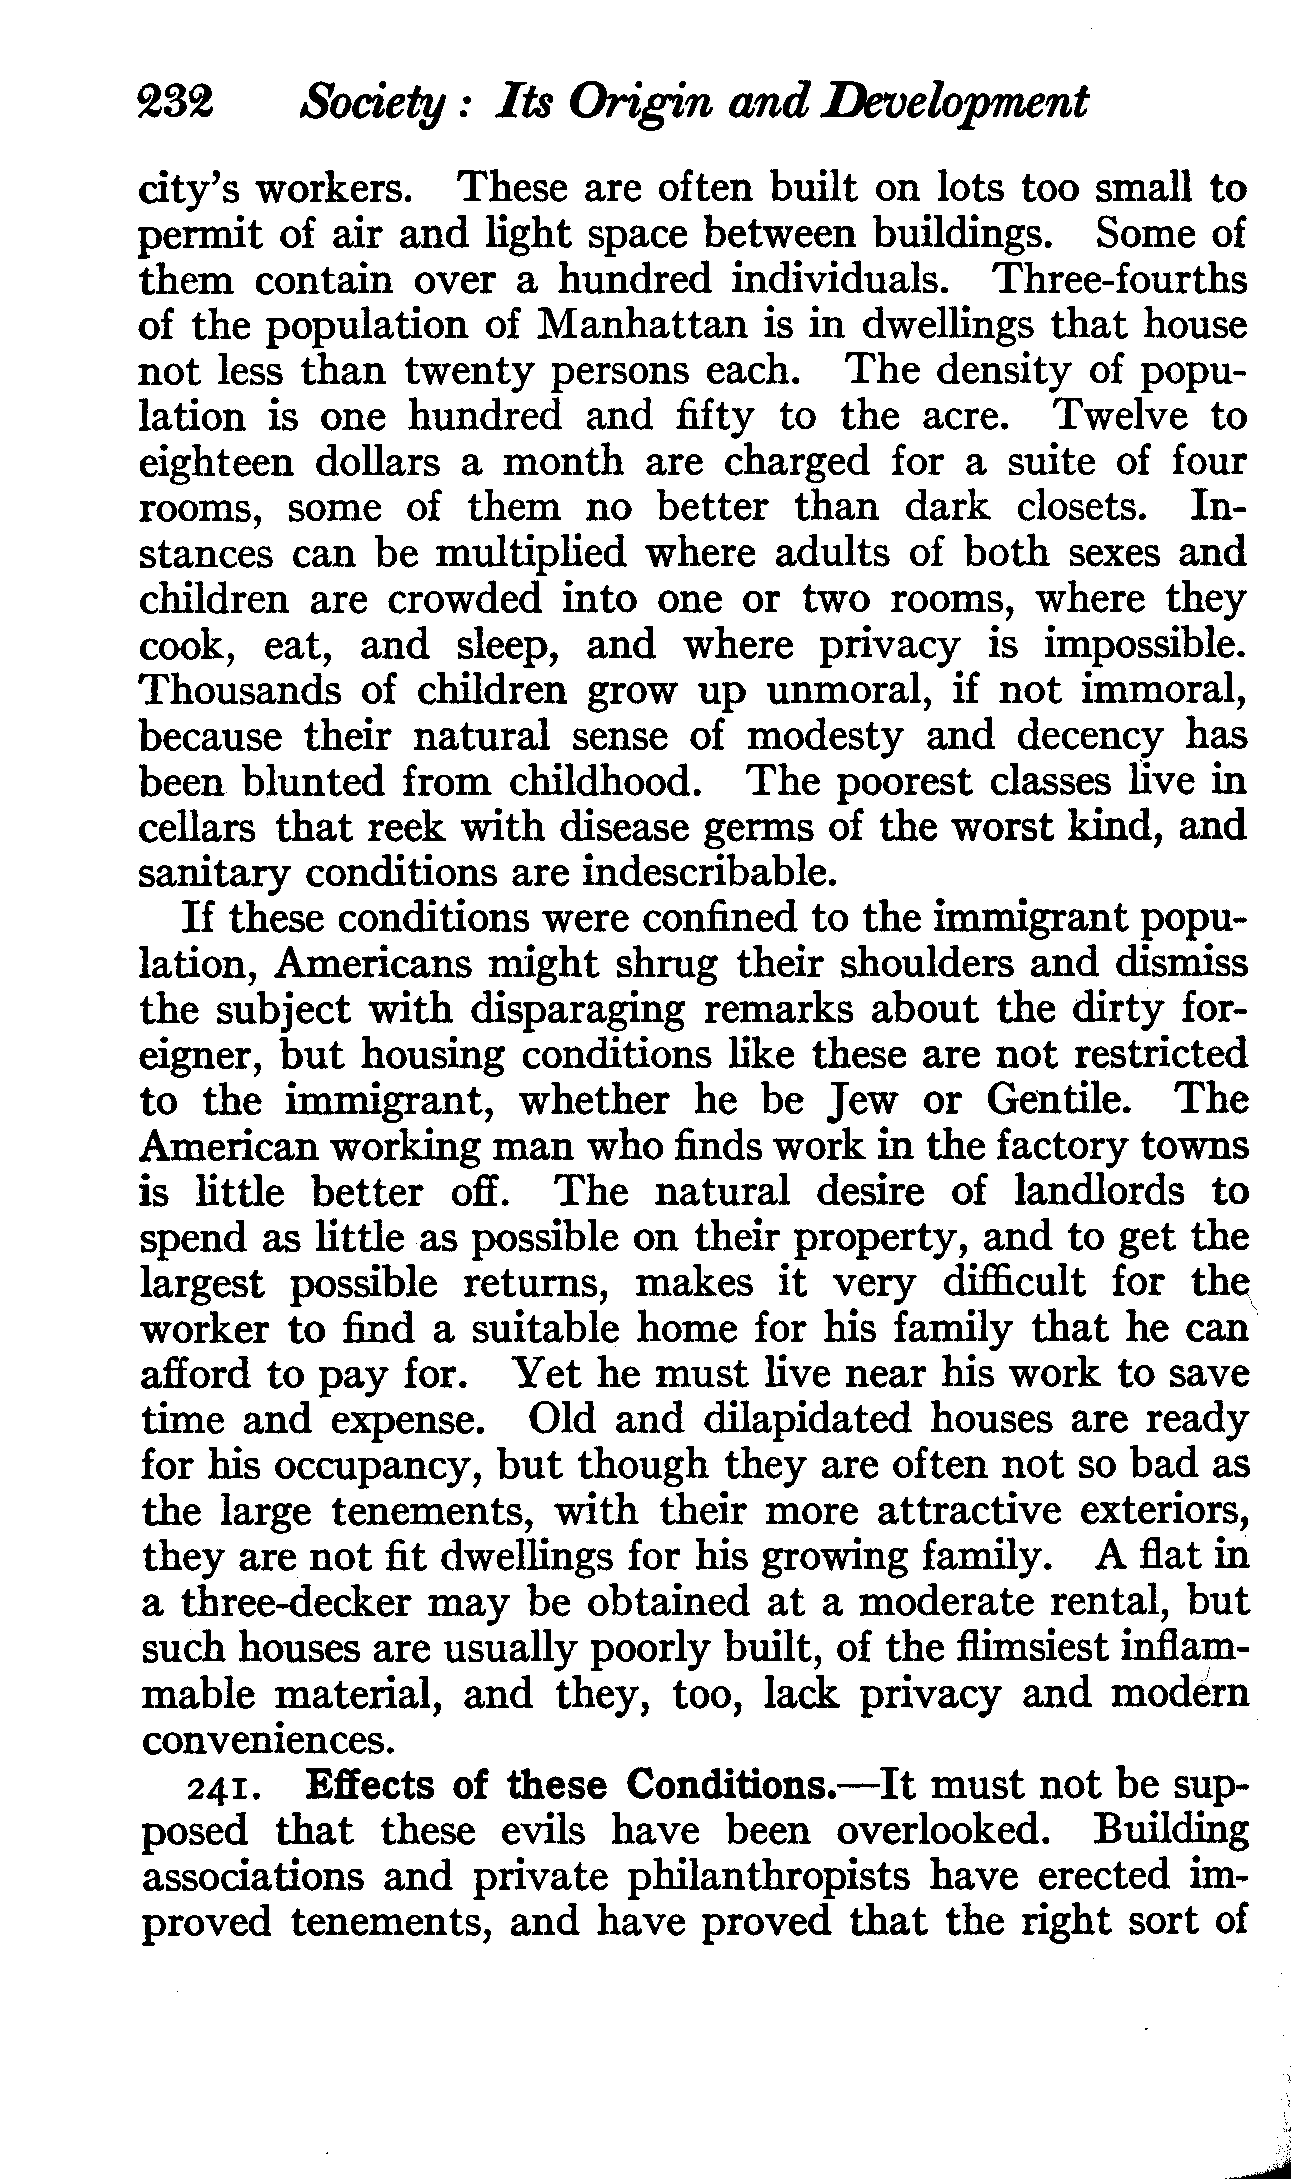 232 Society : Its Origin and Development
city's workers. These are often built on lots too small to
permit of air and light space between buildings. Some of
them contain over a hundred individuals. Three-fourths
of the population of Manhattan is in dwellings that house
not less than twenty persons each. The density of popu-
lation is one hundred and fifty to the acre. Twelve to
eighteen dollars a month are charged for a suite of four
rooms, some of them no better than dark closets. In-
stances can be multiplied where adults of both sexes and
children are crowded into one or two rooms, where they
cook, eat, and sleep, and where privacy is impossible.
Thousands of children grow up unmoral, if not immoral,
because their natural sense of modesty and decency has
been blunted from childhood. The poorest classes live in
cellars that reek with disease germs of the worst kind, and
sanitary conditions are indescribable.
If these conditions were confined to the immigrant popu-
lation, Americans might shrug their shoulders and dismiss
the subject with disparaging remarks about the dirty for-
eigner, but housing conditions like these are not restricted
to the immigrant, whether he be Jew or Gentile. The
American working man who finds work in the factory towns
is little better off. The natural desire of landlords to
spend as little as possible on their property, and to get the
largest possible returns, makes it very difficult for the
worker to find a suitable home for his family that he can
afford to pay for. Yet he must live near his work to save
time and expense. Old and dilapidated houses are ready
for his occupancy, but though they are often not so bad as
the large tenements, with their more attractive exteriors,
they are not fit dwellings for his growing family. A flat in
a three-decker may be obtained at a moderate rental, but
such houses are usually poorly built, of the flimsiest inflam-
mable material, and they, too, lack privacy and modern
conveniences.
241. Effects of these Conditions.—It must not be sup-
posed that these evils have been overlooked. Building
associations and private philanthropists have erected im-
proved tenements, and have proved that the right sort of